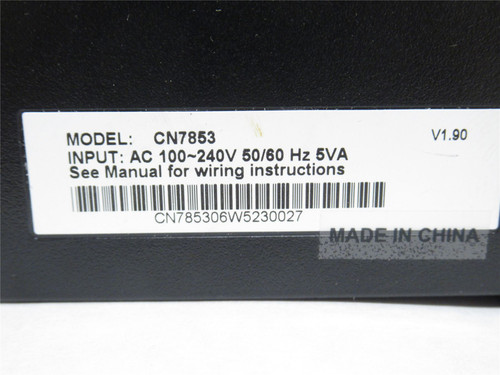 MODEL: CN7853 V1.90
INPUT: AC 100~240V 50/60 Hz 5VA
See Manual for wiring instructions
CN785306W5230027
MADE IN CHINA